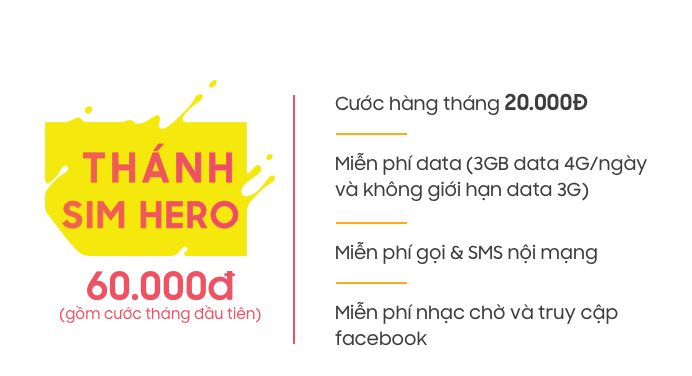 THÁNH
SIM HERO
60.000đ
(gồm cước tháng đầu tiên)
Cước hàng tháng 20.000Đ
Miễn phí data (3GB data 4G/ngày
và không giới hạn data 3G)
Miễn phí gọi & SMS nội mạng
Miễn phí nhạc chờ và truy cập
facebook